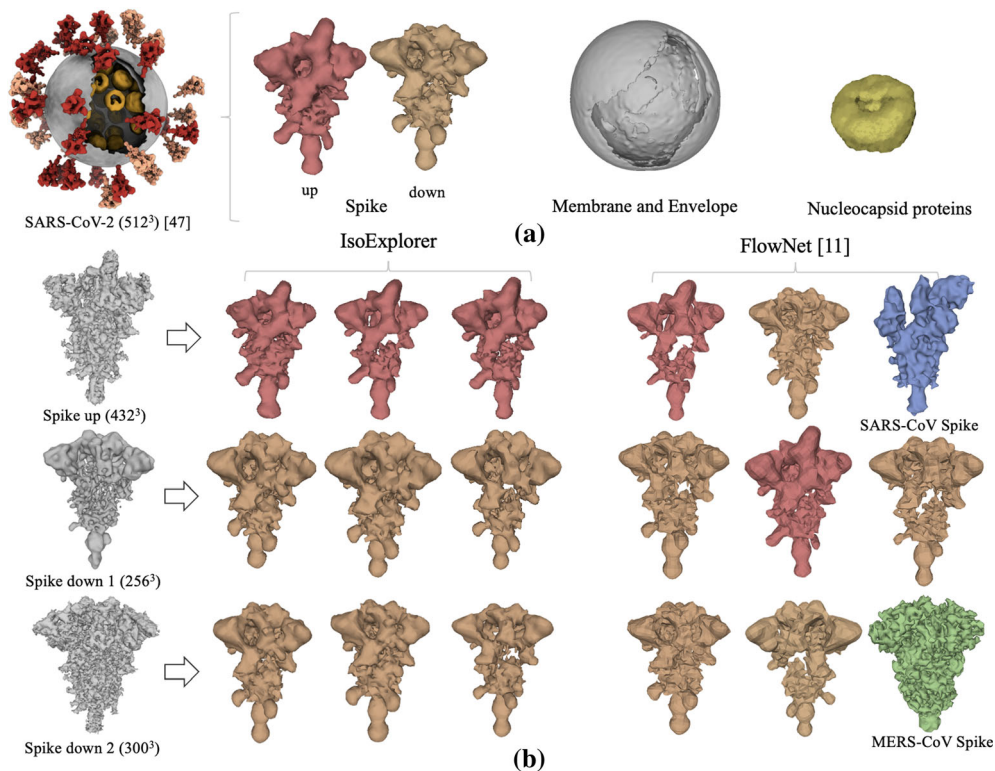 up
down
SARS-CoV-2 (512³) [47]
Spike
Membrane and Envelope
Nucleocapsid proteins
(a)
IsoExplorer
FlowNet [11]
Spike up (432³)
SARS-CoV Spike
Spike down 1 (256³)
Spike down 2 (300³)
MERS-CoV Spike
(b)